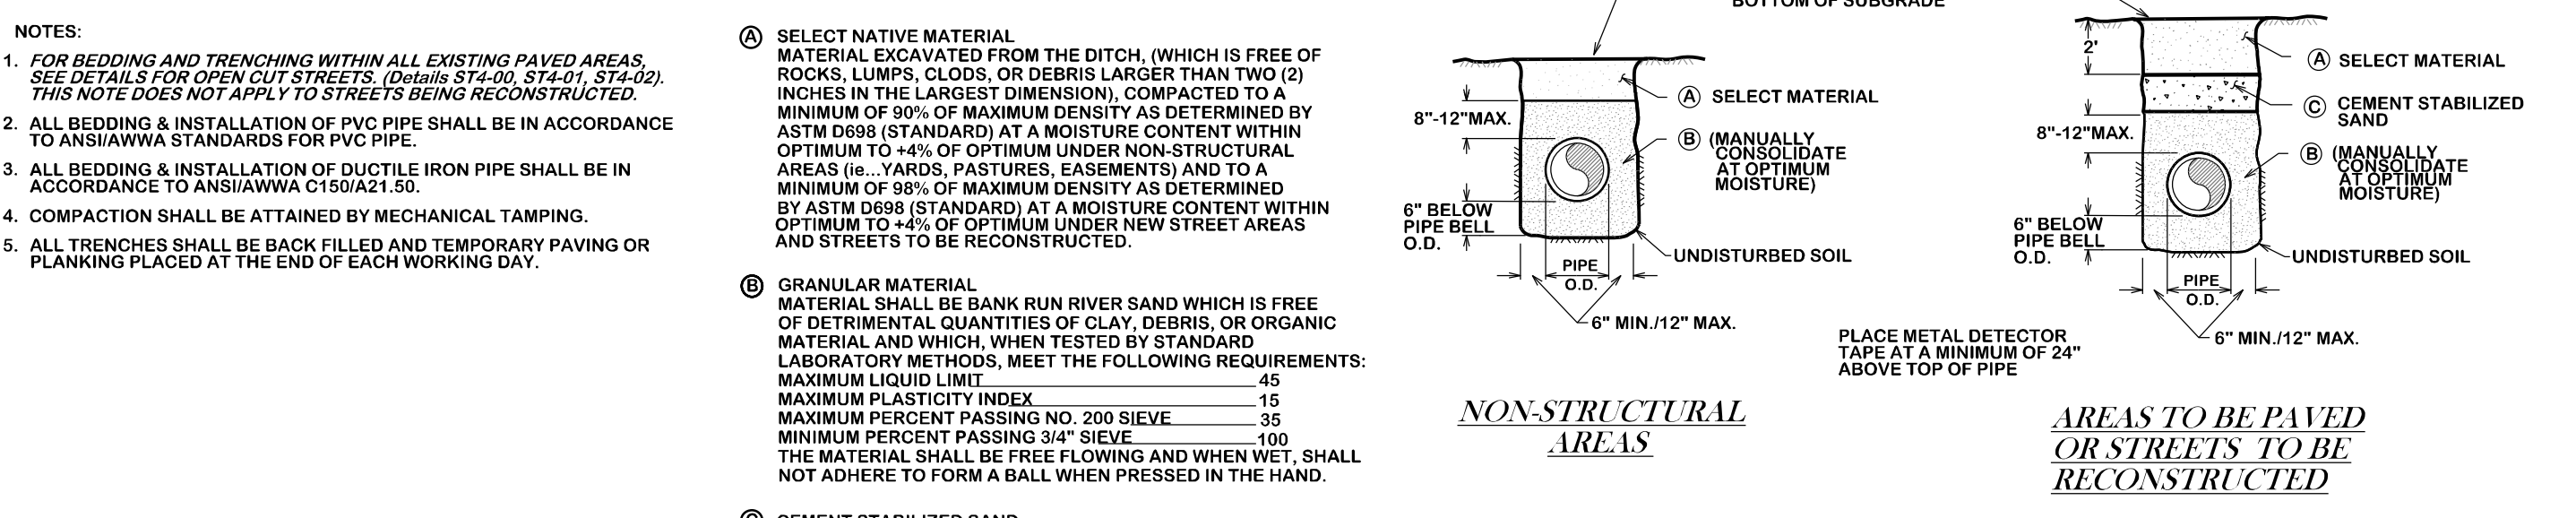 NOTES:
1. FOR BEDDING AND TRENCHING WITHIN ALL EXISTING PAVED AREAS,
SEE DETAILS FOR OPEN CUT STREETS. (Details ST4-00, ST4-01, ST4-02).
THIS NOTE DOES NOT APPLY TO STREETS BEING RECONSTRUCTED.
2. ALL BEDDING & INSTALLATION OF PVC PIPE SHALL BE IN ACCORDANCE
TO ANSI/AWWA STANDARDS FOR PVC PIPE.
3. ALL BEDDING & INSTALLATION OF DUCTILE IRON PIPE SHALL BE IN
ACCORDANCE TO ANSI/AWWA C150/A21.50.
4. COMPACTION SHALL BE ATTAINED BY MECHANICAL TAMPING.
5. ALL TRENCHES SHALL BE BACK FILLED AND TEMPORARY PAVING OR
PLANKING PLACED AT THE END OF EACH WORKING DAY.
A SELECT NATIVE MATERIAL
MATERIAL EXCAVATED FROM THE DITCH, (WHICH IS FREE OF
ROCKS, LUMPS, CLODS, OR DEBRIS LARGER THAN TWO (2)
INCHES IN THE LARGEST DIMENSION), COMPACTED TO A
MINIMUM OF 90% OF MAXIMUM DENSITY AS DETERMINED BY
ASTM D698 (STANDARD) AT A MOISTURE CONTENT WITHIN
OPTIMUM TO +4% OF OPTIMUM UNDER NON-STRUCTURAL
AREAS (ie...YARDS, PASTURES, EASEMENTS) AND TO A
MINIMUM OF 98% OF MAXIMUM DENSITY AS DETERMINED
BY ASTM D698 (STANDARD) AT A MOISTURE CONTENT WITHIN
OPTIMUM TO +4% OF OPTIMUM UNDER NEW STREET AREAS
AND STREETS TO BE RECONSTRUCTED.
B GRANULAR MATERIAL
MATERIAL SHALL BE BANK RUN RIVER SAND WHICH IS FREE
OF DETRIMENTAL QUANTITIES OF CLAY, DEBRIS, OR ORGANIC
MATERIAL AND WHICH, WHEN TESTED BY STANDARD
LABORATORY METHODS, MEET THE FOLLOWING REQUIREMENTS:
MAXIMUM LIQUID LIMIT 45
MAXIMUM PLASTICITY INDEX 15
MAXIMUM PERCENT PASSING NO. 200 SIEVE 35
MINIMUM PERCENT PASSING 3/4" SIEVE 100
THE MATERIAL SHALL BE FREE FLOWING AND WHEN WET, SHALL
NOT ADHERE TO FORM A BALL WHEN PRESSED IN THE HAND.
C CEMENT STABILIZED SAND
BOTTOM OF SUBGRADE
A SELECT MATERIAL
8"-12"MAX.
B (MANUALLY
CONSOLIDATE
AT OPTIMUM
MOISTURE)
6" BELOW
PIPE BELL
O.D.
UNDISTURBED SOIL
PIPE
O.D.
6" MIN./12" MAX.
NON-STRUCTURAL
AREAS
PLACE METAL DETECTOR
TAPE AT A MINIMUM OF 24"
ABOVE TOP OF PIPE
2'
A SELECT MATERIAL
C CEMENT STABILIZED
SAND
8"-12"MAX.
B (MANUALLY
CONSOLIDATE
AT OPTIMUM
MOISTURE)
6" BELOW
PIPE BELL
O.D.
UNDISTURBED SOIL
PIPE
O.D.
6" MIN./12" MAX.
AREAS TO BE PAVED
OR STREETS TO BE
RECONSTRUCTED